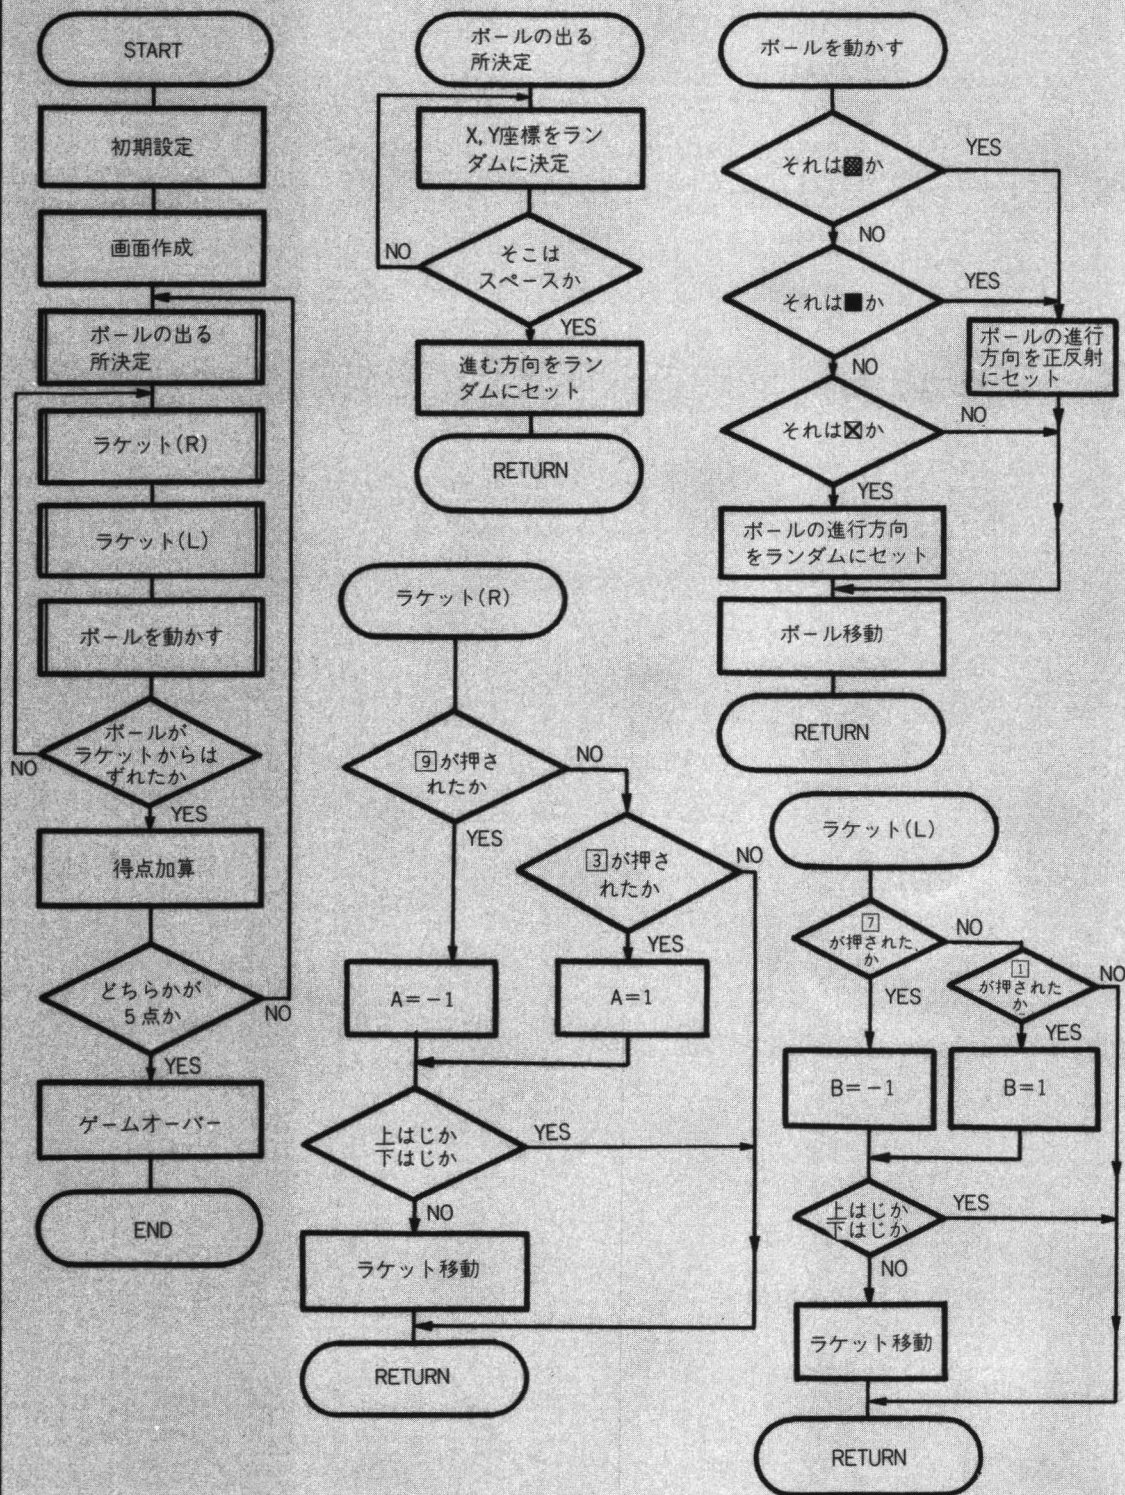 START
初期設定
画面作成
ボールの出る
所決定
ラケット(R)
ラケット(L)
ボールを動かす
ボールが
ラケットからは
ずれたか
NO
YES
得点加算
どちらかが
5点か
NO
YES
ゲームオーバー
END
ボールの出る
所決定
X, Y座標をラン
ダムに決定
そこは
スペースか
NO
YES
進む方向をラン
ダムにセット
RETURN
ボールを動かす
それは▩か
YES
NO
それは■か
YES
NO
ボールの進行
方向を正反射
にセット
それは☒か
NO
YES
ボールの進行方向
をランダムにセット
ボール移動
RETURN
ラケット(R)
9が押さ
れたか
NO
YES
3が押さ
れたか
NO
YES
A=-1
A=1
上はじか
下はじか
YES
NO
ラケット移動
RETURN
ラケット(L)
7
が押された
か
NO
YES
1
が押された
か
NO
YES
B=-1
B=1
上はじか
下はじか
YES
NO
ラケット移動
RETURN